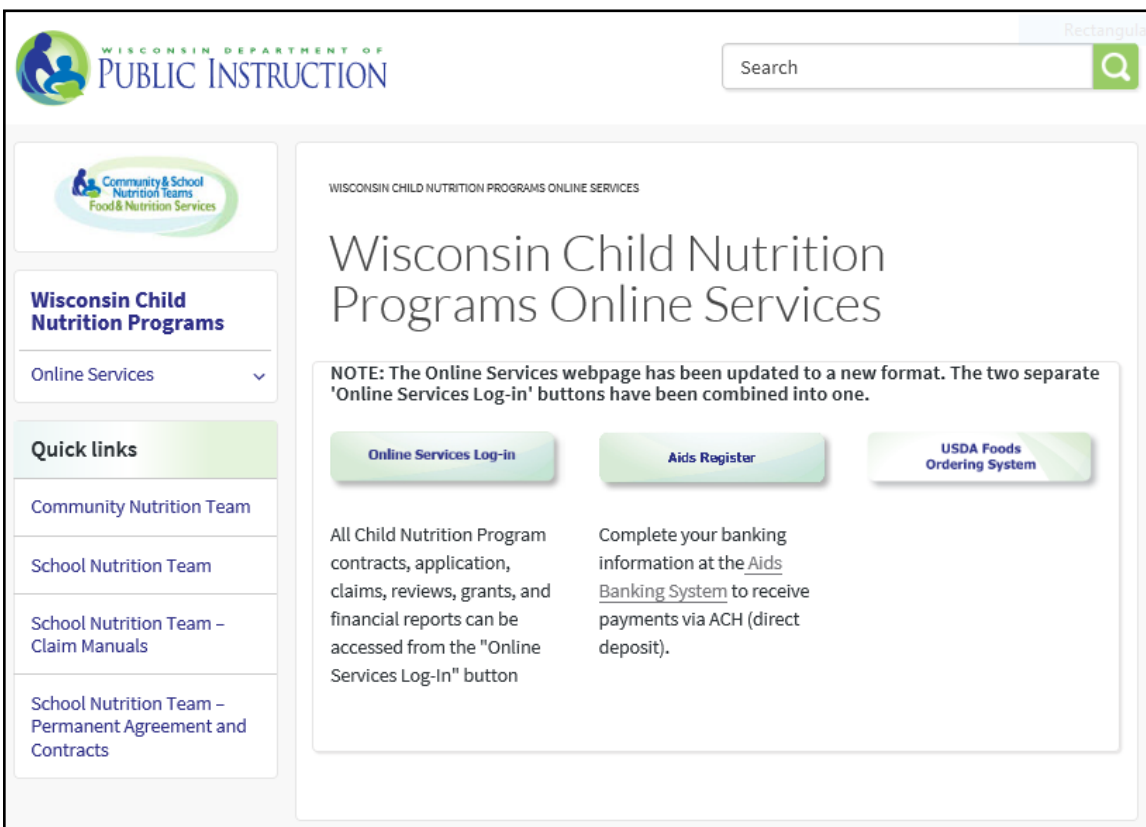 Rectangula
WISCONSIN DEPARTMENT OF
PUBLIC INSTRUCTION
Search
Community & School
Nutrition Teams
Food & Nutrition Services
Wisconsin Child
Nutrition Programs
Online Services
Quick links
Community Nutrition Team
School Nutrition Team
School Nutrition Team –
Claim Manuals
School Nutrition Team –
Permanent Agreement and
Contracts
WISCONSIN CHILD NUTRITION PROGRAMS ONLINE SERVICES
Wisconsin Child Nutrition
Programs Online Services
NOTE: The Online Services webpage has been updated to a new format. The two separate
'Online Services Log-in' buttons have been combined into one.
Online Services Log-in
All Child Nutrition Program
contracts, application,
claims, reviews, grants, and
financial reports can be
accessed from the "Online
Services Log-In" button
Aids Register
Complete your banking
information at the Aids
Banking System to receive
payments via ACH (direct
deposit).
USDA Foods
Ordering System